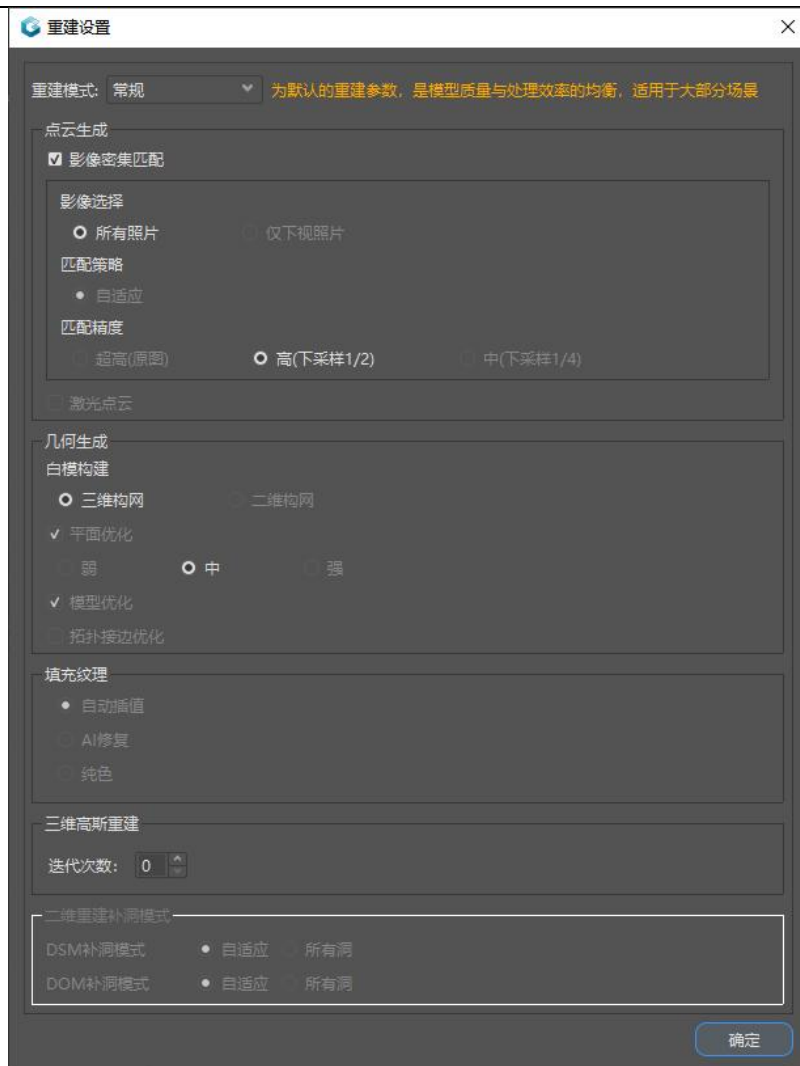 重建设置
重建模式: 常规 为默认的重建参数，是模型质量与处理效率的均衡，适用于大部分场景
点云生成
影像密集匹配
影像选择
所有照片 仅下视照片
匹配策略
自适应
匹配精度
超高(原图) 高(下采样1/2) 中(下采样1/4)
激光点云
几何生成
白模构建
三维构网 二维构网
平面优化
弱 中 强
模型优化
拓扑接边优化
填充纹理
自动插值
AI修复
纯色
三维高斯重建
迭代次数: 0
二维重建补洞模式
DSM补洞模式 自适应 所有洞
DOM补洞模式 自适应 所有洞
确定